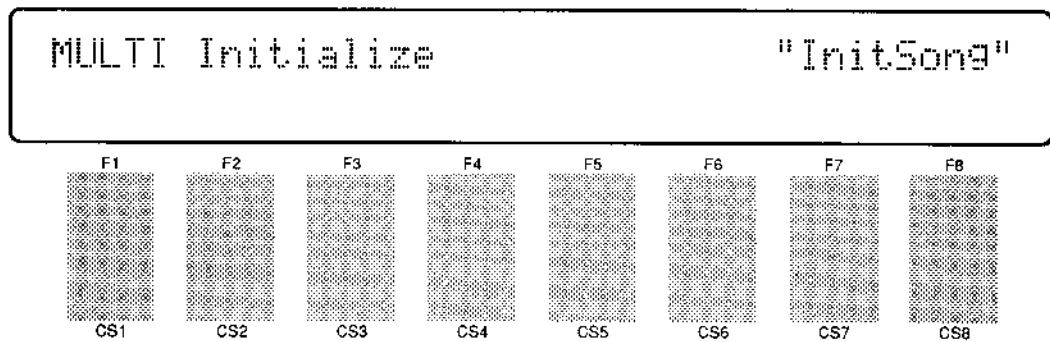 MULTI Initialize "InitSong"
F1 F2 F3 F4 F5 F6 F7 F8
CS1 CS2 CS3 CS4 CS5 CS6 CS7 CS8